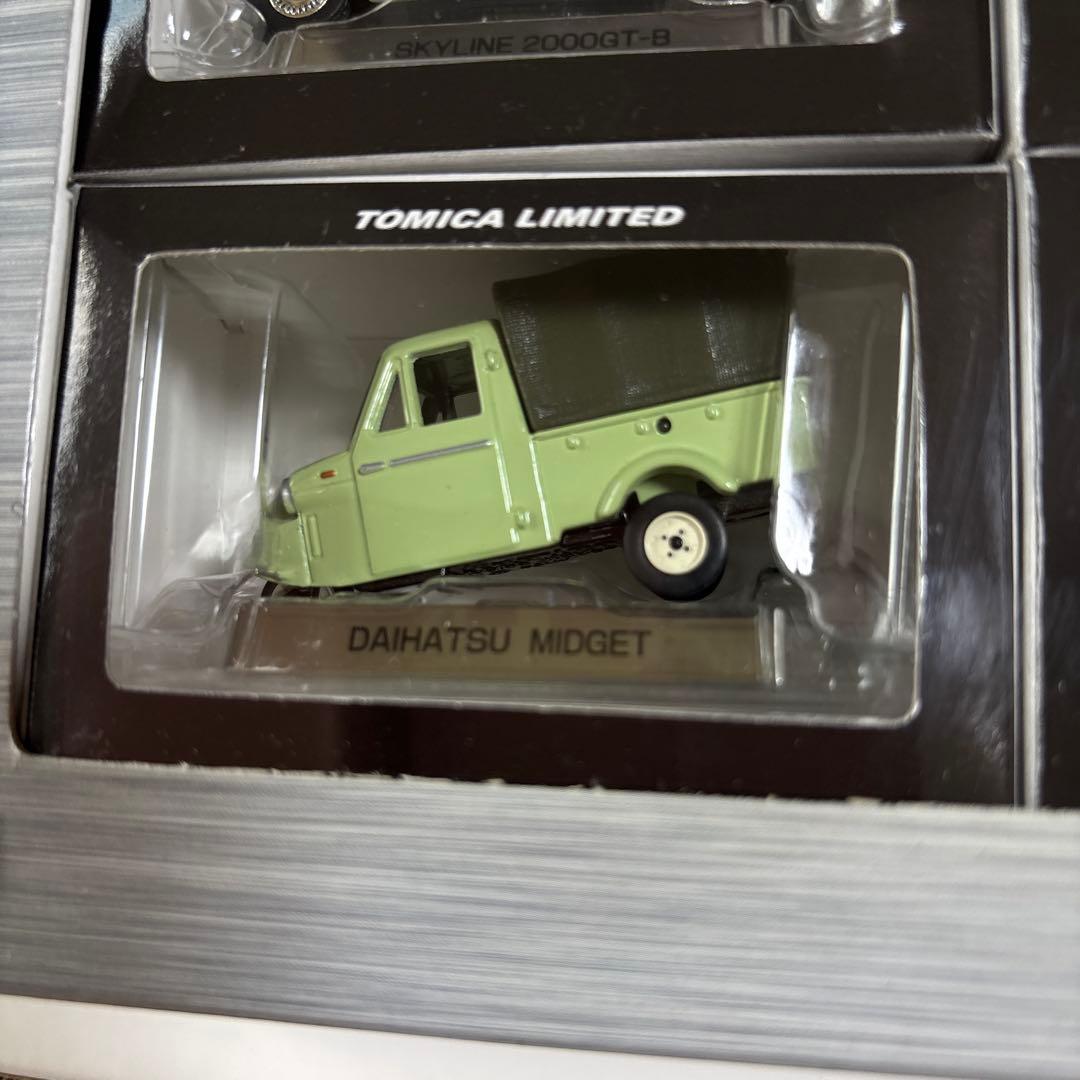 SKYLINE 2000GT-B
TOMICA LIMITED
DAIHATSU MIDGET